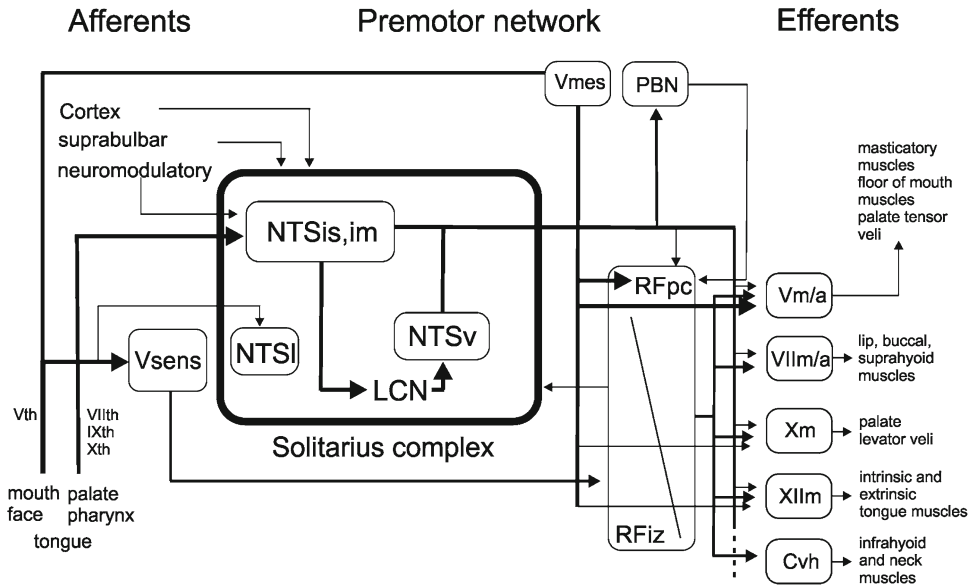 Afferents
Premotor network
Efferents
Vmes
PBN
Cortex
suprabulbar
neuromodulatory
masticatory
muscles
floor of mouth
muscles
palate tensor
veli
NTSis,im
RFpc
Vm/a
NTSv
NTSI
Vsens
LCN
VIIm/a
lip, buccal,
suprahyoid
muscles
Vth
VIIth
IXth
Xth
Solitarius complex
Xm
palate
levator veli
mouth
face
palate
pharynx
tongue
XIIm
intrinsic and
extrinsic
tongue muscles
RFiz
Cvh
infrahyoid
and neck
muscles